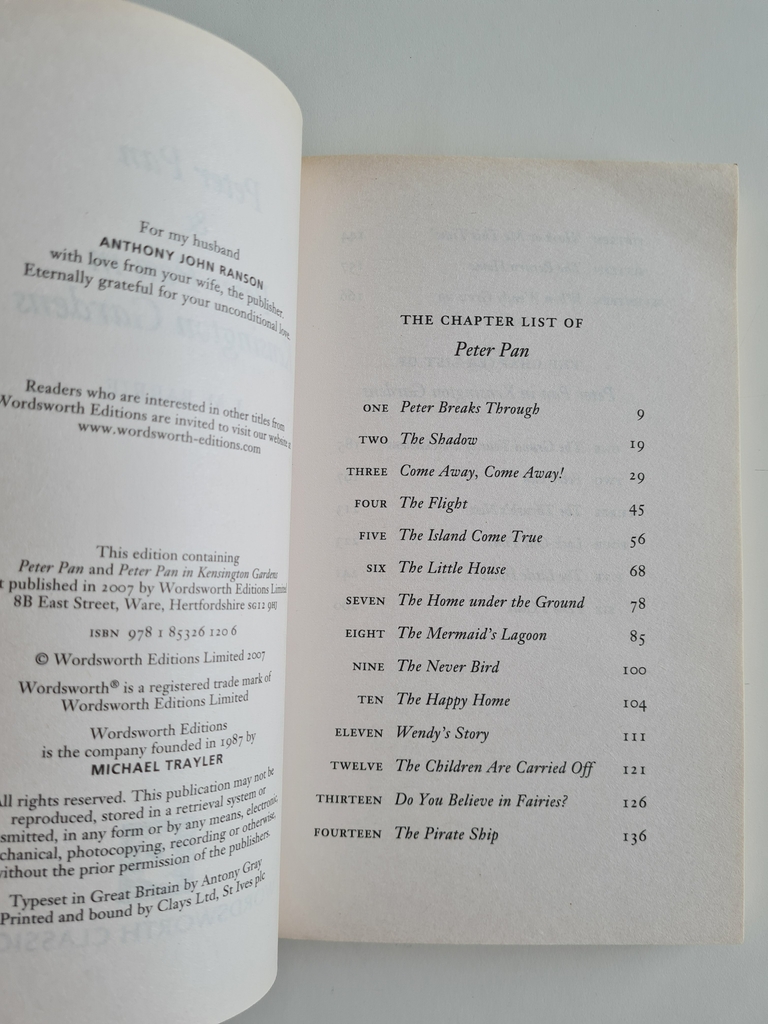 For my husband
ANTHONY JOHN RANSON
with love from your wife, the publisher.
Eternally grateful for your unconditional love.
Readers who are interested in other titles from
Wordsworth Editions are invited to visit our website
www.wordsworth-editions.com
This edition containing
Peter Pan and Peter Pan in Kensington Gardens
published in 2007 by Wordsworth Editions Limited
8B East Street, Ware, Hertfordshire SG12 9HJ
ISBN 978 1 85326 120 6
© Wordsworth Editions Limited 2007
Wordsworth® is a registered trade mark of
Wordsworth Editions Limited
Wordsworth Editions
is the company founded in 1987 by
MICHAEL TRAYLER
All rights reserved. This publication may not be
reproduced, stored in a retrieval system or
smitted, in any form or by any means, electronic,
chanical, photocopying, recording or otherwise,
without the prior permission of the publishers.
Typeset in Great Britain by Antony Gray
Printed and bound by Clays Ltd, St Ives plc
THE CHAPTER LIST OF
Peter Pan
ONE Peter Breaks Through 9
TWO The Shadow 19
THREE Come Away, Come Away! 29
FOUR The Flight 45
FIVE The Island Come True 56
SIX The Little House 68
SEVEN The Home under the Ground 78
EIGHT The Mermaid's Lagoon 85
NINE The Never Bird 100
TEN The Happy Home 104
ELEVEN Wendy's Story 111
TWELVE The Children Are Carried Off 121
THIRTEEN Do You Believe in Fairies? 126
FOURTEEN The Pirate Ship 136